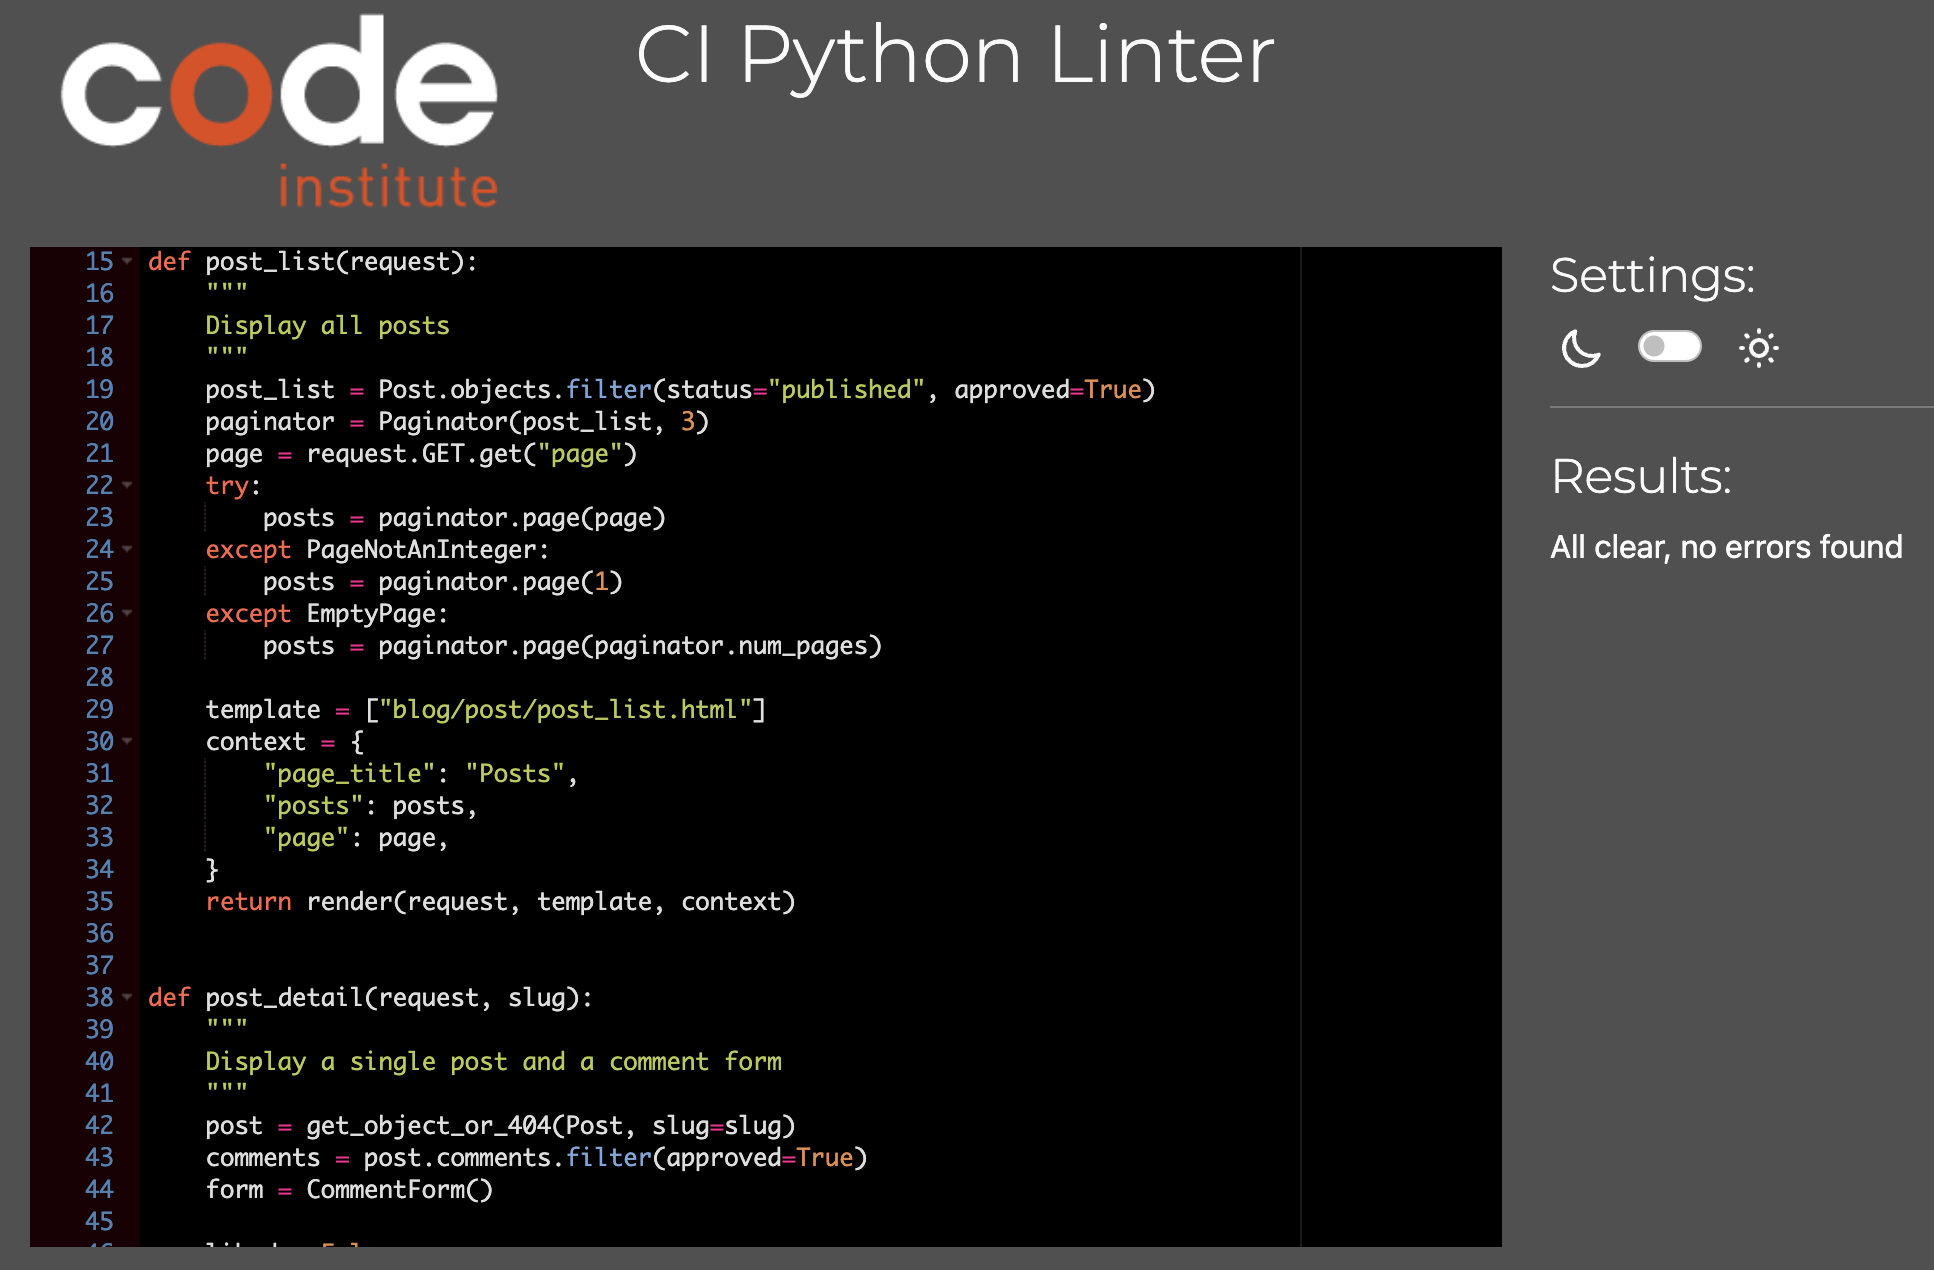 code
institute
CI Python Linter
15 def post_list(request):
16     """
17     Display all posts
18     """
19     post_list = Post.objects.filter(status="published", approved=True)
20     paginator = Paginator(post_list, 3)
21     page = request.GET.get("page")
22     try:
23         posts = paginator.page(page)
24     except PageNotAnInteger:
25         posts = paginator.page(1)
26     except EmptyPage:
27         posts = paginator.page(paginator.num_pages)
28
29     template = ["blog/post/post_list.html"]
30     context = {
31         "page_title": "Posts",
32         "posts": posts,
33         "page": page,
34     }
35     return render(request, template, context)
36
37
38 def post_detail(request, slug):
39     """
40     Display a single post and a comment form
41     """
42     post = get_object_or_404(Post, slug=slug)
43     comments = post.comments.filter(approved=True)
44     form = CommentForm()
45
Settings:
Results:
All clear, no errors found